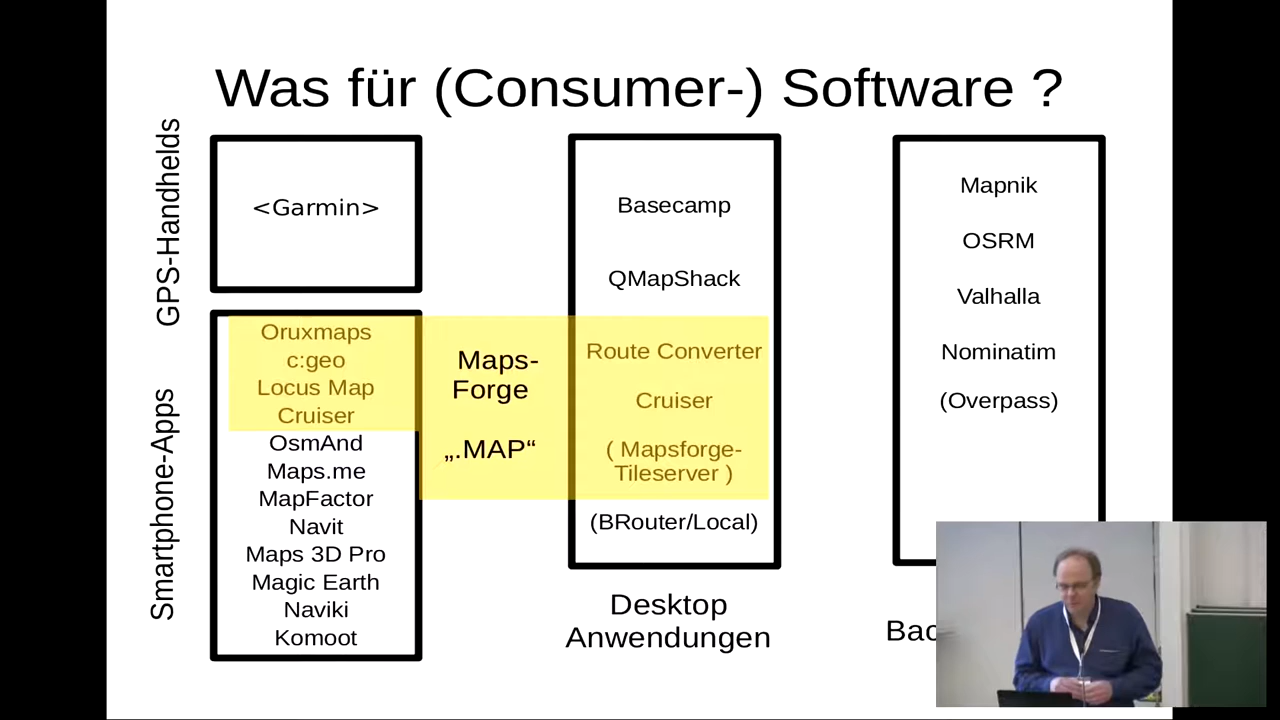 Was für (Consumer-) Software ?
GPS-Handhelds
<Garmin>
Smartphone-Apps
Oruxmaps
c:geo
Locus Map
Cruiser
OsmAnd
Maps.me
MapFactor
Navit
Maps 3D Pro
Magic Earth
Naviki
Komoot
Maps-
Forge
„.MAP“
Basecamp
QMapShack
Route Converter
Cruiser
( Mapsforge-
Tileserver )
(BRouter/Local)
Desktop
Anwendungen
Mapnik
OSRM
Valhalla
Nominatim
(Overpass)